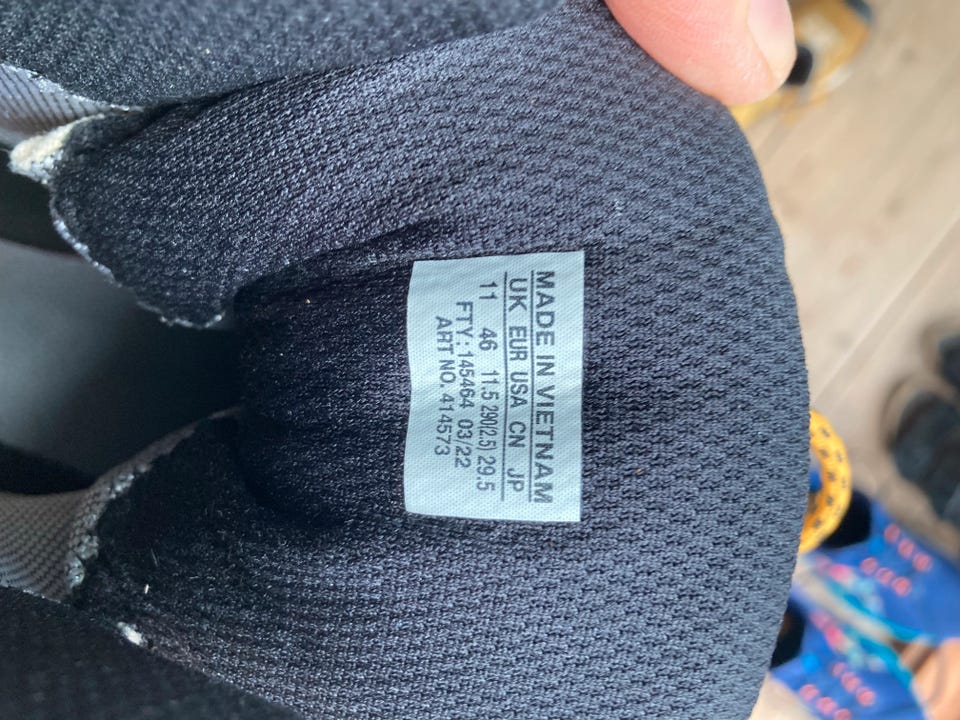 MADE IN VIETNAM
UK EUR USA CN JP
11 46 11.5 290(2.5) 29.5
FTY: 145464 03/22
ART NO. 414573